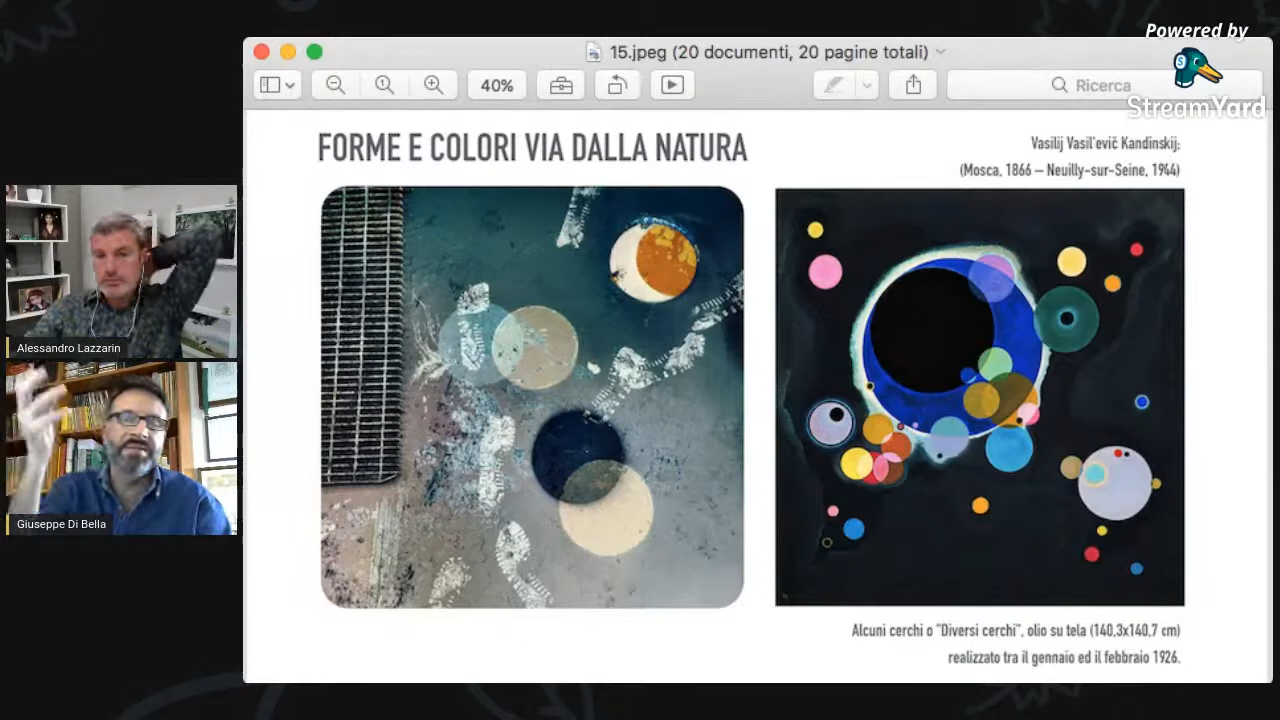 Powered by
StreamYard
15.jpeg (20 documenti, 20 pagine totali)
40%
Ricerca
FORME E COLORI VIA DALLA NATURA
Vasilij Vasil'evič Kandinskij;
(Mosca, 1866 – Neuilly-sur-Seine, 1944)
Alessandro Lazzarin
Giuseppe Di Bella
Alcuni cerchi o "Diversi cerchi", olio su tela (140,3x140,7 cm)
realizzato tra il gennaio ed il febbraio 1926.